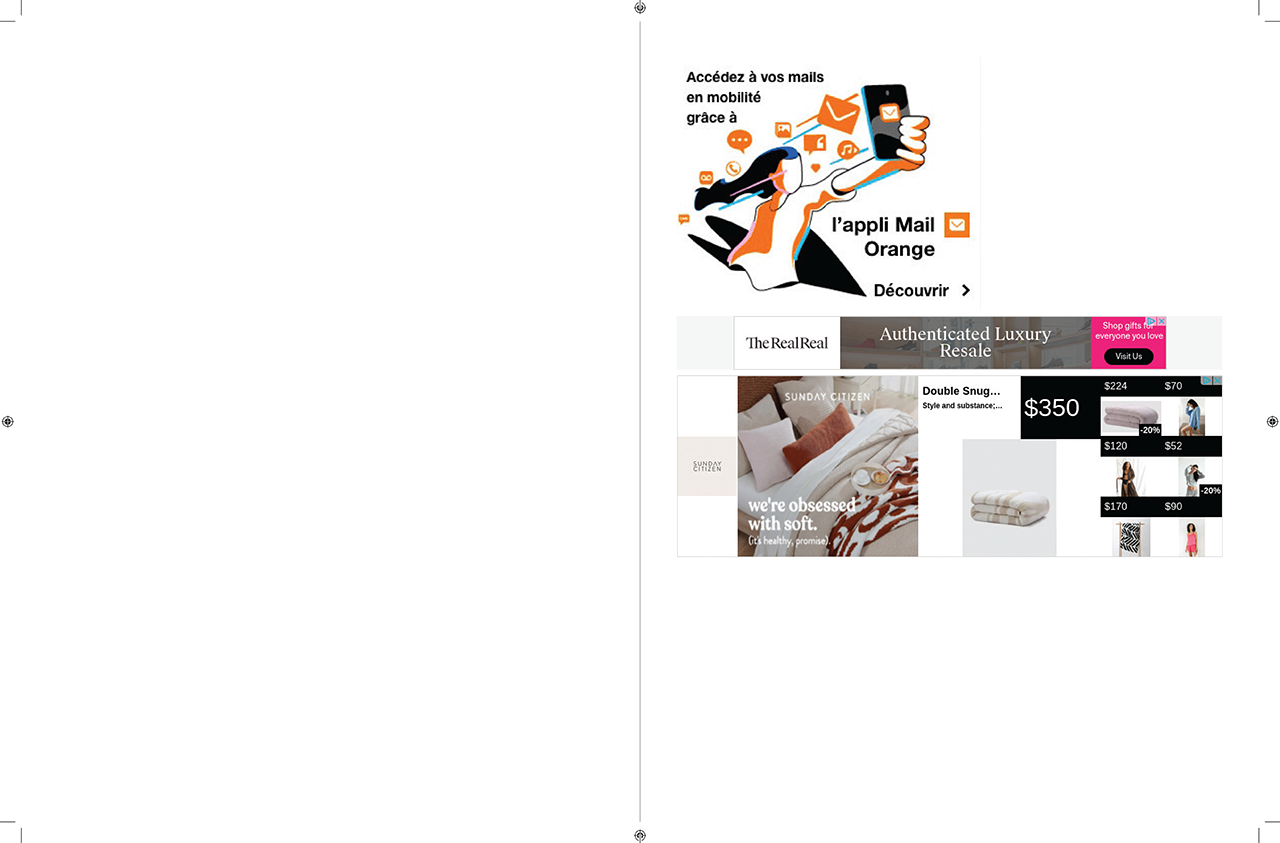 Accédez à vos mails
en mobilité
grâce à
l'appli Mail
Orange
Découvrir
TheRealReal
Authenticated Luxury
Resale
Shop gifts for
everyone you love
Visit Us
SUNDAY
CITIZEN
SUNDAY CITIZEN
we're obsessed
with soft.
(it's healthy, promise).
Double Snug...
Style and substance;...
$350
$224
$70
-20%
$120
$52
-20%
$170
$90